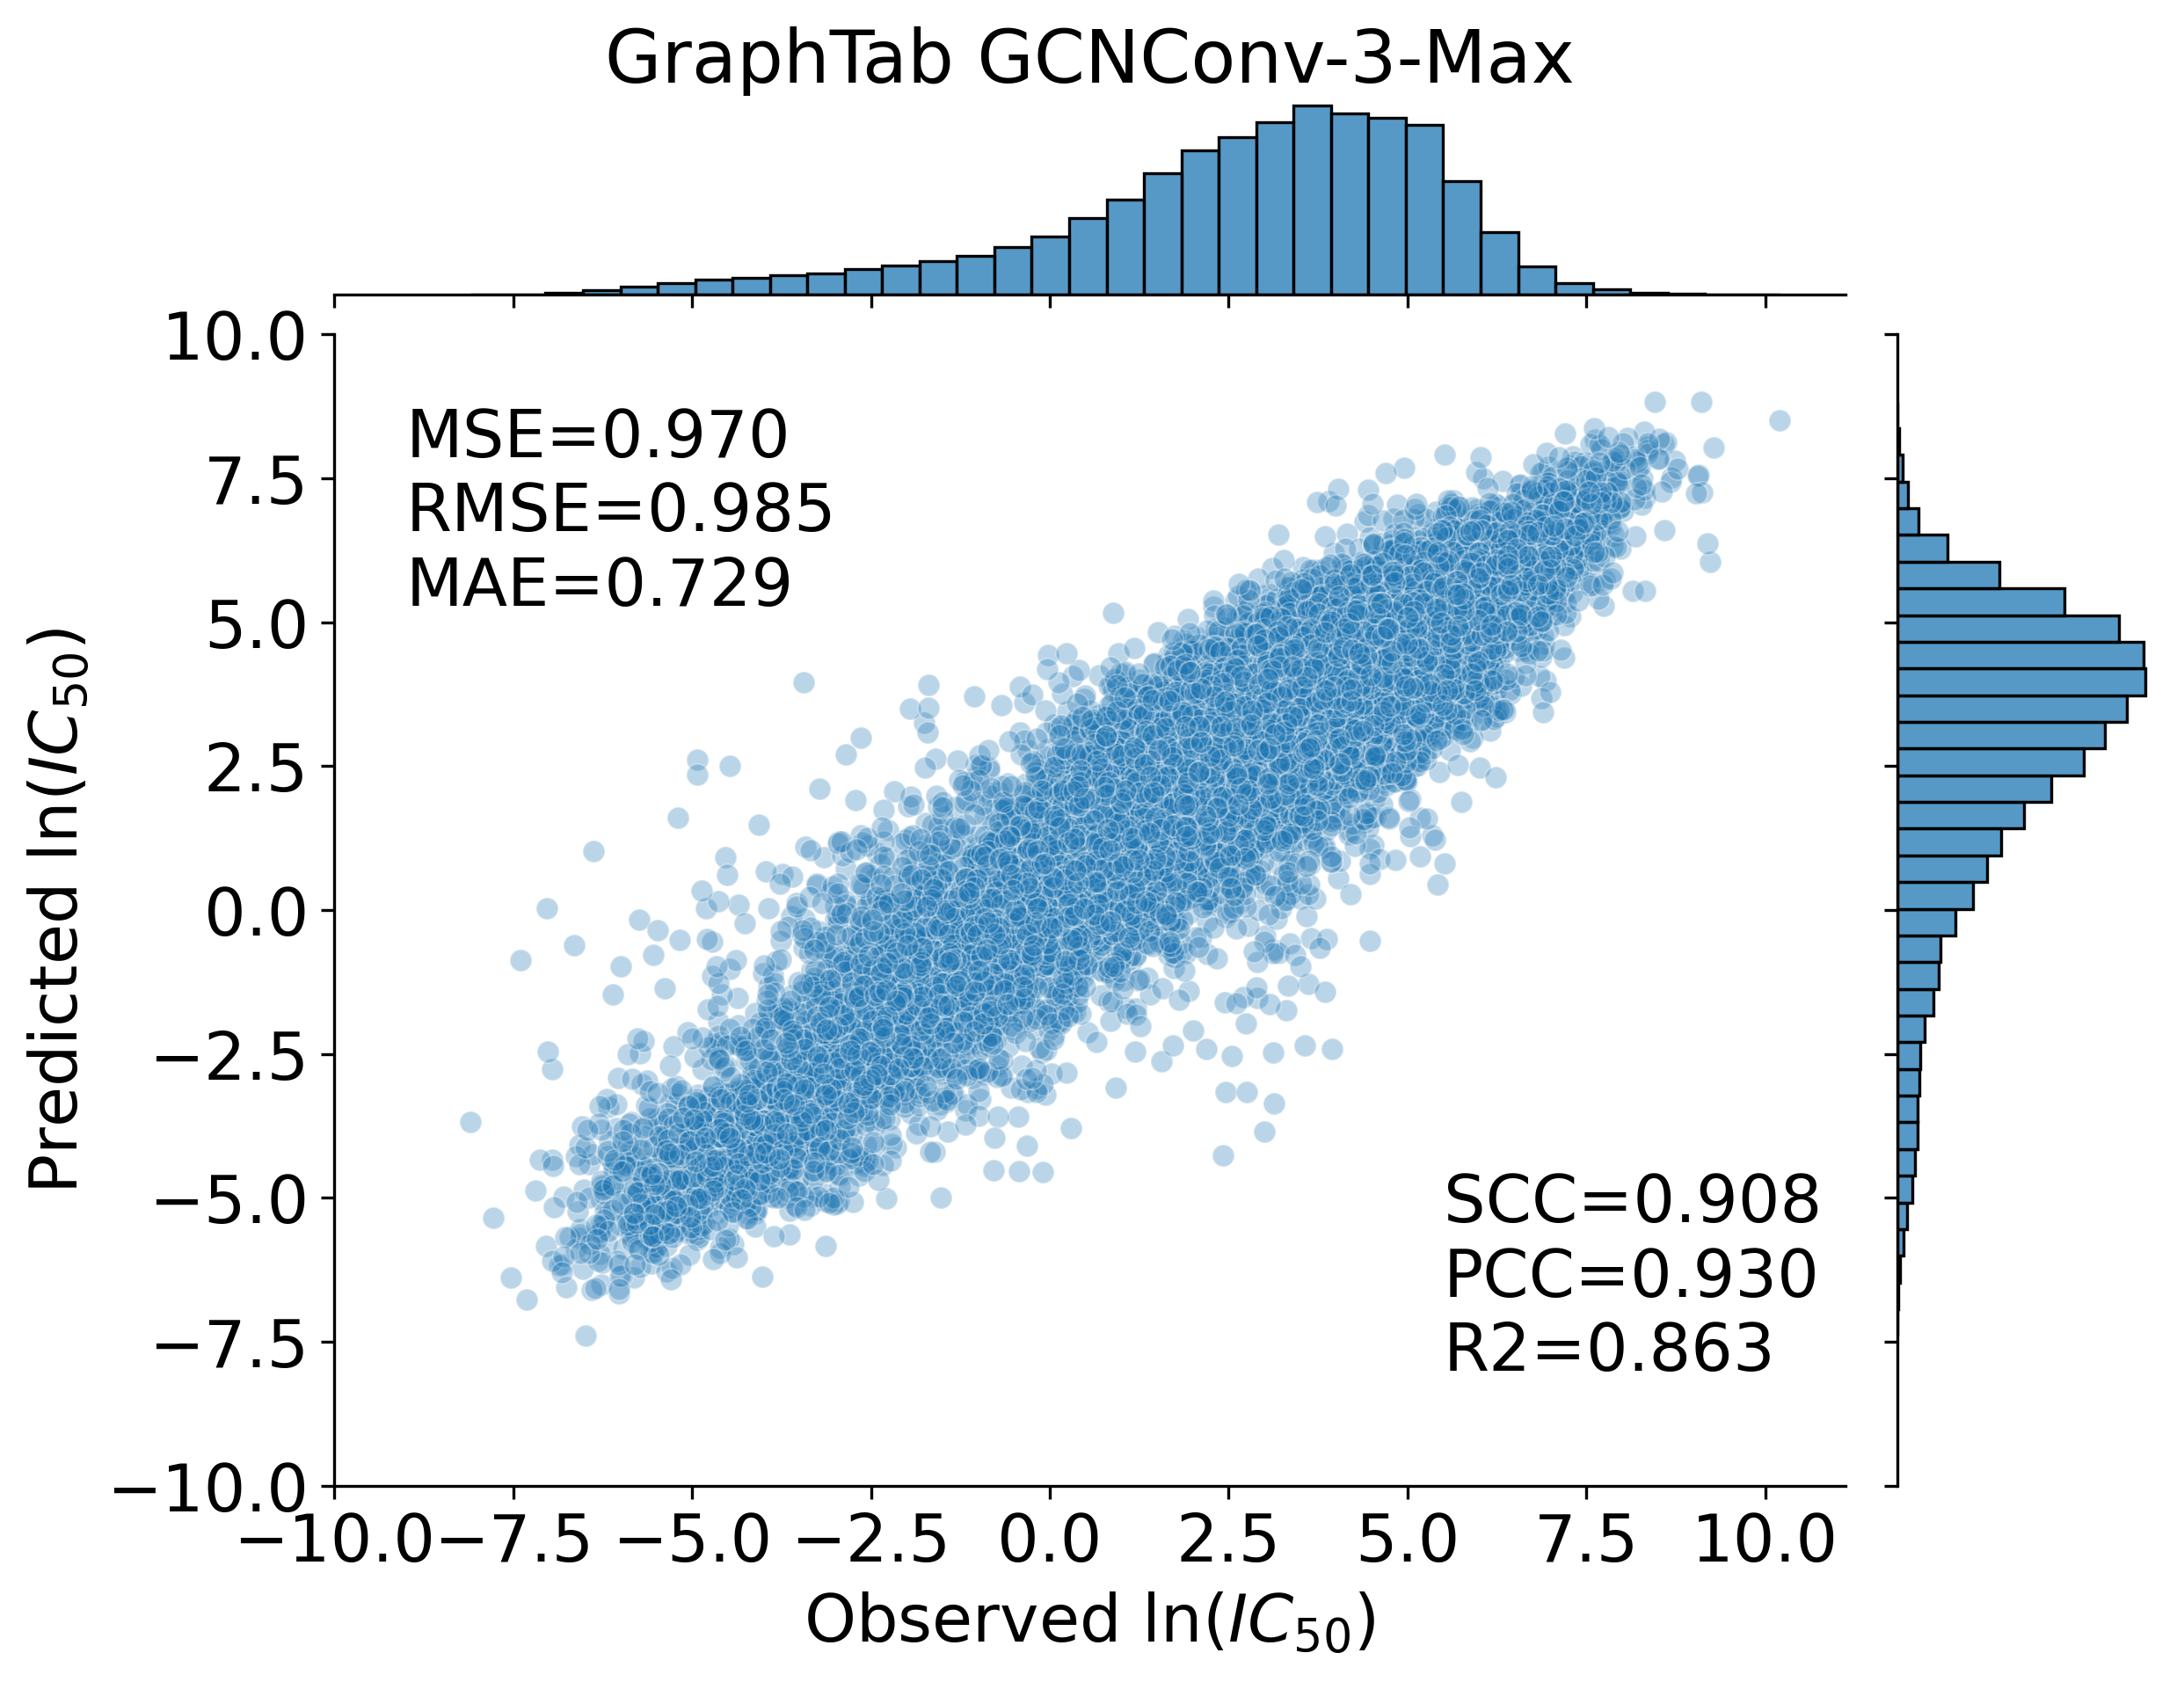 GraphTab GCNConv-3-Max
10.0
7.5
5.0
2.5
0.0
−2.5
−5.0
−7.5
−10.0
Predicted ln(IC50)
MSE=0.970
RMSE=0.985
MAE=0.729
SCC=0.908
PCC=0.930
R2=0.863
−10.0 −7.5 −5.0 −2.5 0.0 2.5 5.0 7.5 10.0
Observed ln(IC50)